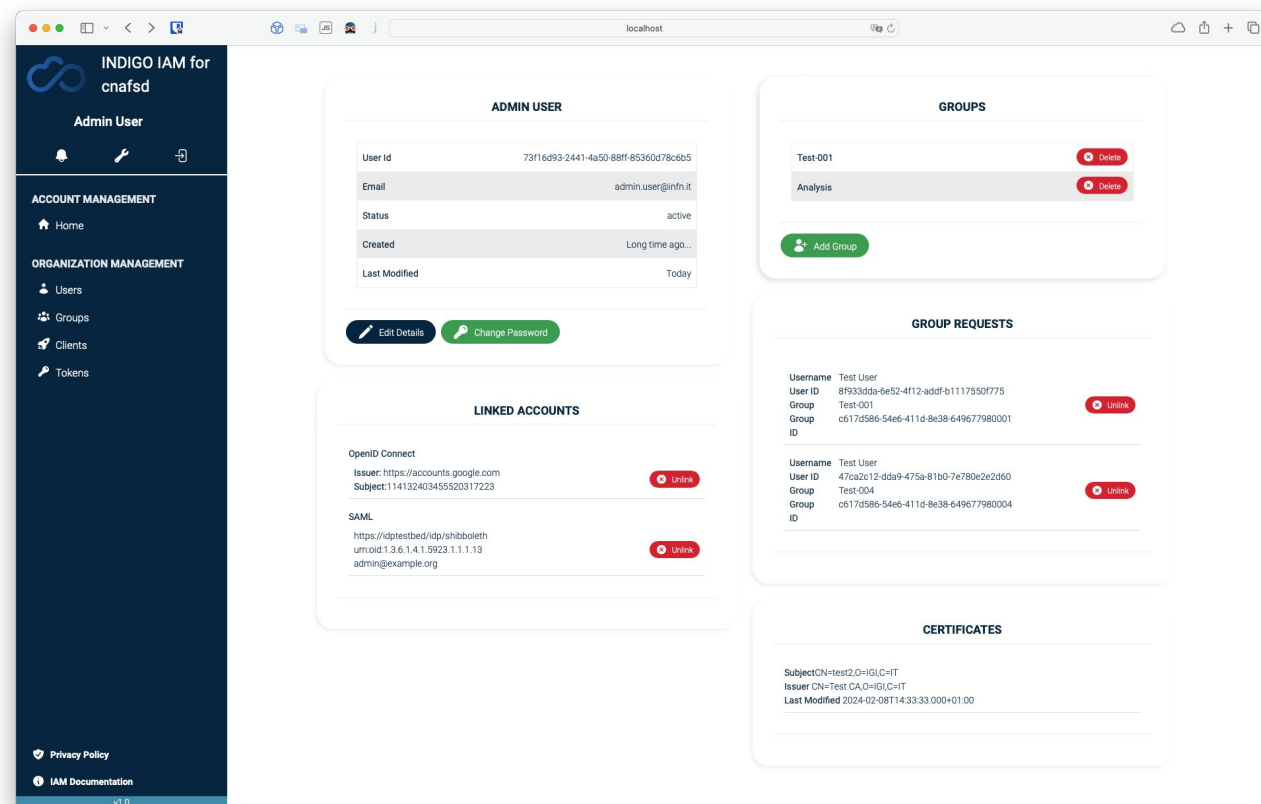 localhost
JS
INDIGO IAM for
cnafsd
Admin User
ACCOUNT MANAGEMENT
Home
ORGANIZATION MANAGEMENT
Users
Groups
Clients
Tokens
Privacy Policy
IAM Documentation
v1.0
ADMIN USER
User Id 73f16d93-2441-4a50-88ff-85360d78c6b5
Email admin.user@infn.it
Status active
Created Long time ago...
Last Modified Today
Edit Details Change Password
LINKED ACCOUNTS
OpenID Connect
Issuer: https://accounts.google.com
Subject:114132403455520317223
Unlink
SAML
https://idptestbed/idp/shibboleth
urn:oid:1.3.6.1.4.1.5923.1.1.1.13
admin@example.org
Unlink
GROUPS
Test-001 Delete
Analysis Delete
Add Group
GROUP REQUESTS
Username Test User
User ID 8f933dda-6e52-4f12-addf-b1117550f775
Group Test-001
Group c617d586-54e6-411d-8e38-649677980001
ID
Unlink
Username Test User
User ID 47ca2c12-dda9-475a-81b0-7e780e2e2d60
Group Test-004
Group c617d586-54e6-411d-8e38-649677980004
ID
Unlink
CERTIFICATES
SubjectCN=test2,O=IGI,C=IT
Issuer CN=Test CA,O=IGI,C=IT
Last Modified 2024-02-08T14:33:33.000+01:00